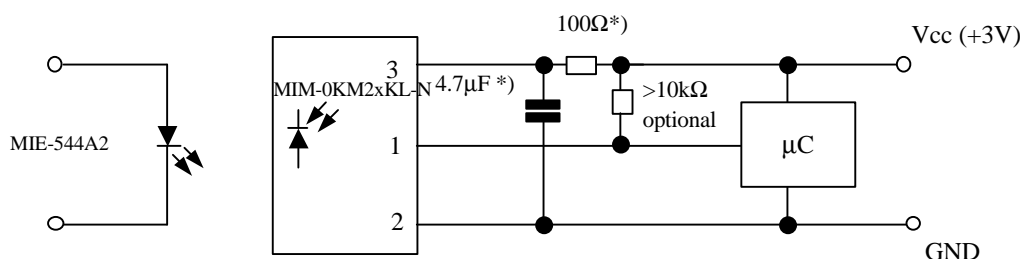 100Ω*)
Vcc (+3V)
3
MIM-0KM2xKL-N
4.7µF *)
>10kΩ
optional
MIE-544A2
1
µC
2
GND